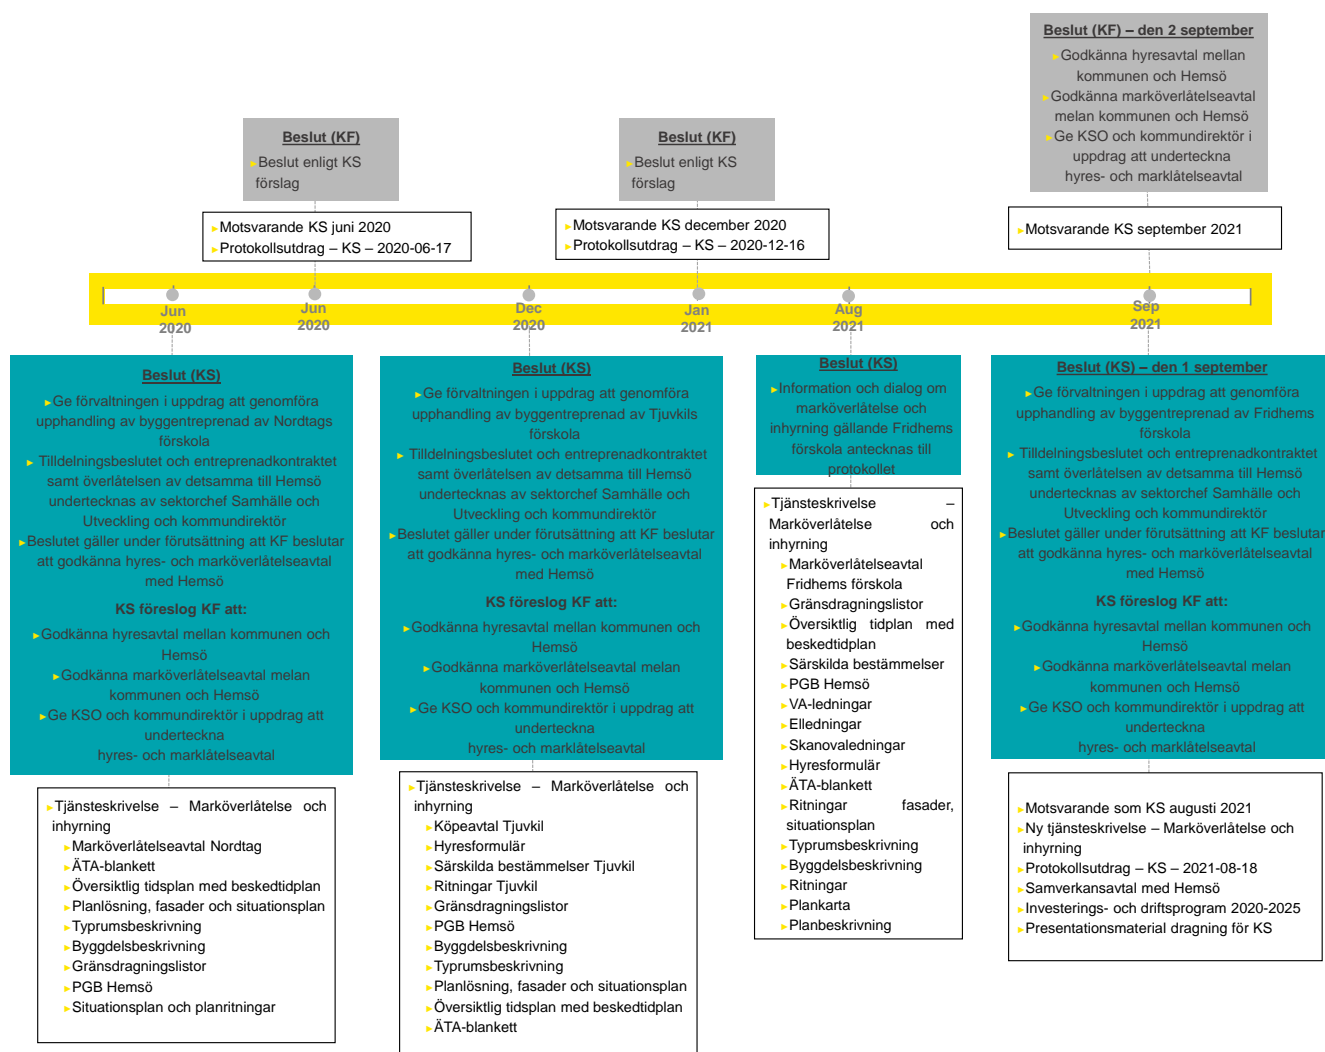 Beslut (KF) – den 2 september
▸Godkänna hyresavtal mellan
kommunen och Hemsö
▸Godkänna marköverlåtelseavtal
melan kommunen och Hemsö
▸Ge KSO och kommundirektör i
uppdrag att underteckna
hyres- och marklåtelseavtal
Beslut (KF)
▸Beslut enligt KS
förslag
Beslut (KF)
▸Beslut enligt KS
förslag
▸Motsvarande KS juni 2020
▸Protokollsutdrag – KS – 2020-06-17
▸Motsvarande KS december 2020
▸Protokollsutdrag – KS – 2020-12-16
▸Motsvarande KS september 2021
Jun
2020
Jun
2020
Dec
2020
Jan
2021
Aug
2021
Sep
2021
Beslut (KS)
▸Ge förvaltningen i uppdrag att genomföra
upphandling av byggentreprenad av Nordtags
förskola
▸ Tilldelningsbeslutet och entreprenadkontraktet
samt överlåtelsen av detsamma till Hemsö
undertecknas av sektorchef Samhälle och
Utveckling och kommundirektör
▸Beslutet gäller under förutsättning att KF beslutar
att godkänna hyres- och marköverlåtelseavtal
med Hemsö
KS föreslog KF att:
▸Godkänna hyresavtal mellan kommunen och
Hemsö
▸Godkänna marköverlåtelseavtal melan
kommunen och Hemsö
▸Ge KSO och kommundirektör i uppdrag att
underteckna
hyres- och marklåtelseavtal
▸Tjänsteskrivelse – Marköverlåtelse och
inhyrning
▸Marköverlåtelseavtal Nordtag
▸ÄTA-blankett
▸Översiktlig tidsplan med beskedtidplan
▸Planlösning, fasader och situationsplan
▸Typrumsbeskrivning
▸Byggdelsbeskrivning
▸Gränsdragningslistor
▸PGB Hemsö
▸Situationsplan och planritningar
Beslut (KS)
▸Ge förvaltningen i uppdrag att genomföra
upphandling av byggentreprenad av Tjuvkils
förskola
▸ Tilldelningsbeslutet och entreprenadkontraktet
samt överlåtelsen av detsamma till Hemsö
undertecknas av sektorchef Samhälle och
Utveckling och kommundirektör
▸Beslutet gäller under förutsättning att KF beslutar
att godkänna hyres- och marköverlåtelseavtal
med Hemsö
KS föreslog KF att:
▸Godkänna hyresavtal mellan kommunen och
Hemsö
▸Godkänna marköverlåtelseavtal melan
kommunen och Hemsö
▸Ge KSO och kommundirektör i uppdrag att
underteckna
hyres- och marklåtelseavtal
▸Tjänsteskrivelse – Marköverlåtelse och
inhyrning
▸Köpeavtal Tjuvkil
▸Hyresformulär
▸Särskilda bestämmelser Tjuvkil
▸Ritningar Tjuvkil
▸Gränsdragningslistor
▸PGB Hemsö
▸Byggdelsbeskrivning
▸Typrumsbeskrivning
▸Planlösning, fasader och situationsplan
▸Översiktlig tidsplan med beskedtidplan
▸ÄTA-blankett
Beslut (KS)
▸Information och dialog om
marköverlåtelse och
inhyrning gällande Fridhems
förskola antecknas till
protokollet
▸Tjänsteskrivelse –
Marköverlåtelse och
inhyrning
▸Marköverlåtelseavtal
Fridhems förskola
▸Gränsdragningslistor
▸Översiktlig tidplan med
beskedtidplan
▸Särskilda bestämmelser
▸PGB Hemsö
▸VA-ledningar
▸Elledningar
▸Skanovaledningar
▸Hyresformulär
▸ÄTA-blankett
▸Ritningar fasader,
situationsplan
▸Typrumsbeskrivning
▸Byggdelsbeskrivning
▸Ritningar
▸Plankarta
▸Planbeskrivning
Beslut (KS) – den 1 september
▸Ge förvaltningen i uppdrag att genomföra
upphandling av byggentreprenad av Fridhems
förskola
▸ Tilldelningsbeslutet och entreprenadkontraktet
samt överlåtelsen av detsamma till Hemsö
undertecknas av sektorchef Samhälle och
Utveckling och kommundirektör
▸Beslutet gäller under förutsättning att KF beslutar
att godkänna hyres- och marköverlåtelseavtal
med Hemsö
KS föreslog KF att:
▸Godkänna hyresavtal mellan kommunen och
Hemsö
▸Godkänna marköverlåtelseavtal melan
kommunen och Hemsö
▸Ge KSO och kommundirektör i uppdrag att
underteckna
hyres- och marklåtelseavtal
▸Motsvarande som KS augusti 2021
▸Ny tjänsteskrivelse – Marköverlåtelse och
inhyrning
▸Protokollsutdrag – KS – 2021-08-18
▸Samverkansavtal med Hemsö
▸Investerings- och driftsprogram 2020-2025
▸Presentationsmaterial dragning för KS